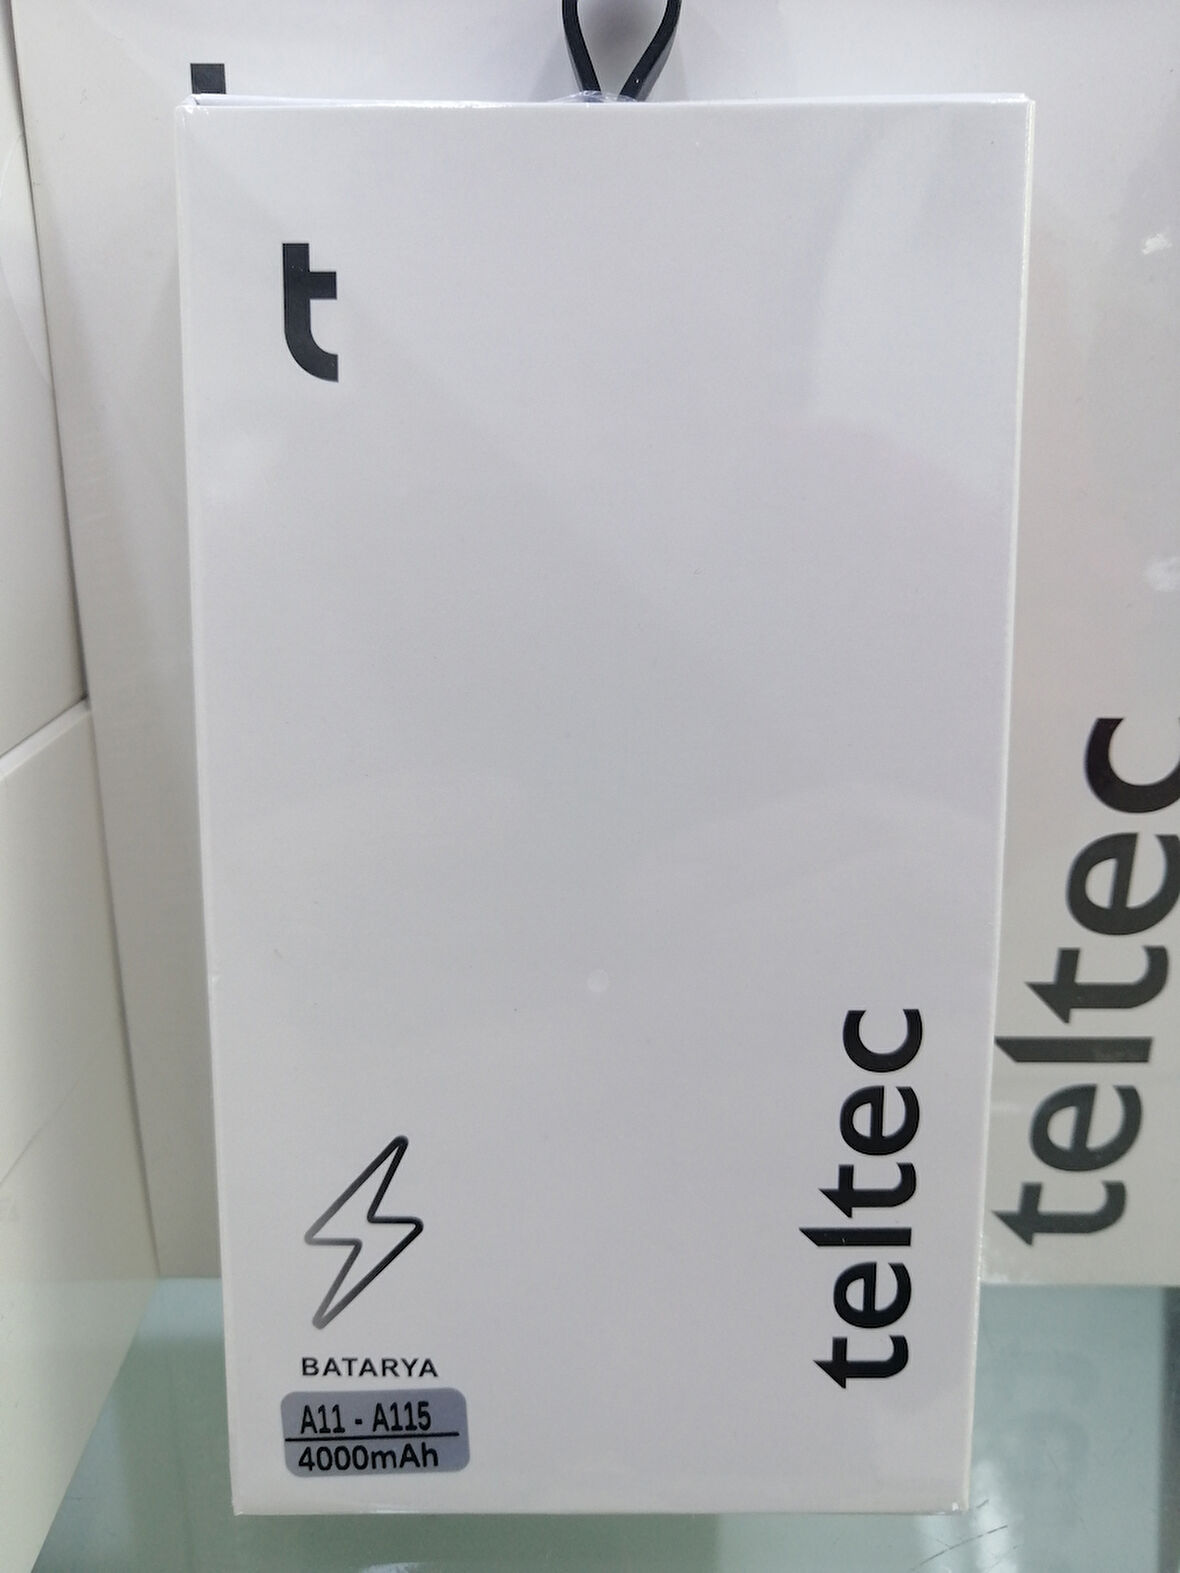 t
teltec
BATARYA
A11 - A115
4000mAh
teltec